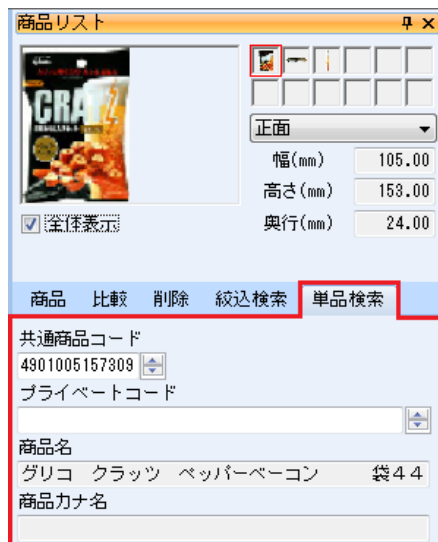 商品リスト
CRATZ
正面
幅(mm) 105.00
高さ(mm) 153.00
全体表示
奥行(mm) 24.00
商品 比較 削除 絞込検索 単品検索
共通商品コード
4901005157309
プライベートコード
商品名
グリコ クラッツ ペッパーベーコン 袋44
商品カナ名